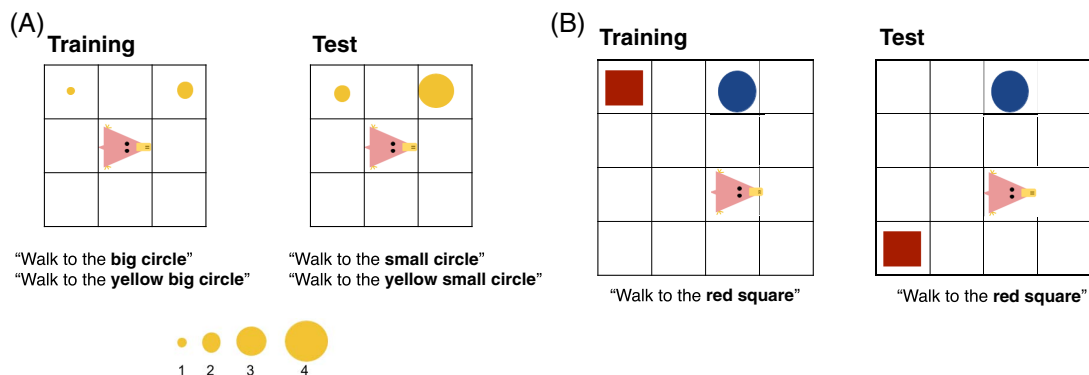 (A)
Training
Test
“Walk to the big circle”
“Walk to the yellow big circle”
“Walk to the small circle”
“Walk to the yellow small circle”
1 2 3 4
(B)
Training
Test
“Walk to the red square”
“Walk to the red square”